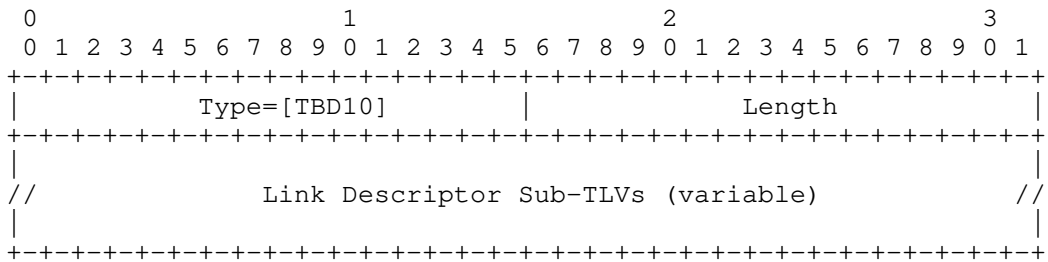 0                   1                   2                   3
 0 1 2 3 4 5 6 7 8 9 0 1 2 3 4 5 6 7 8 9 0 1 2 3 4 5 6 7 8 9 0 1
+-+-+-+-+-+-+-+-+-+-+-+-+-+-+-+-+-+-+-+-+-+-+-+-+-+-+-+-+-+-+-+-+
|           Type=[TBD10]        |             Length            |
+-+-+-+-+-+-+-+-+-+-+-+-+-+-+-+-+-+-+-+-+-+-+-+-+-+-+-+-+-+-+-+-+
|                                                               |
//              Link Descriptor Sub-TLVs (variable)            //
|                                                               |
+-+-+-+-+-+-+-+-+-+-+-+-+-+-+-+-+-+-+-+-+-+-+-+-+-+-+-+-+-+-+-+-+